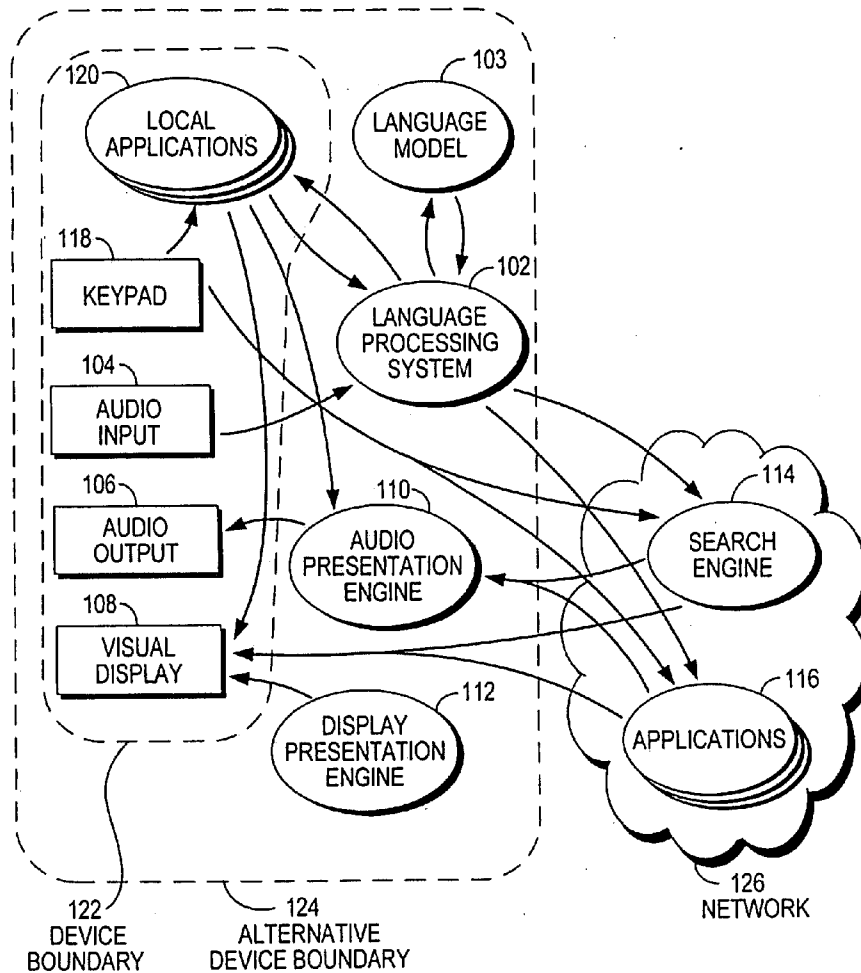 120
LOCAL
APPLICATIONS
103
LANGUAGE
MODEL
118
KEYPAD
102
LANGUAGE
PROCESSING
SYSTEM
104
AUDIO
INPUT
106
AUDIO
OUTPUT
110
AUDIO
PRESENTATION
ENGINE
114
SEARCH
ENGINE
108
VISUAL
DISPLAY
112
DISPLAY
PRESENTATION
ENGINE
116
APPLICATIONS
122
DEVICE
BOUNDARY
124
ALTERNATIVE
DEVICE BOUNDARY
126
NETWORK